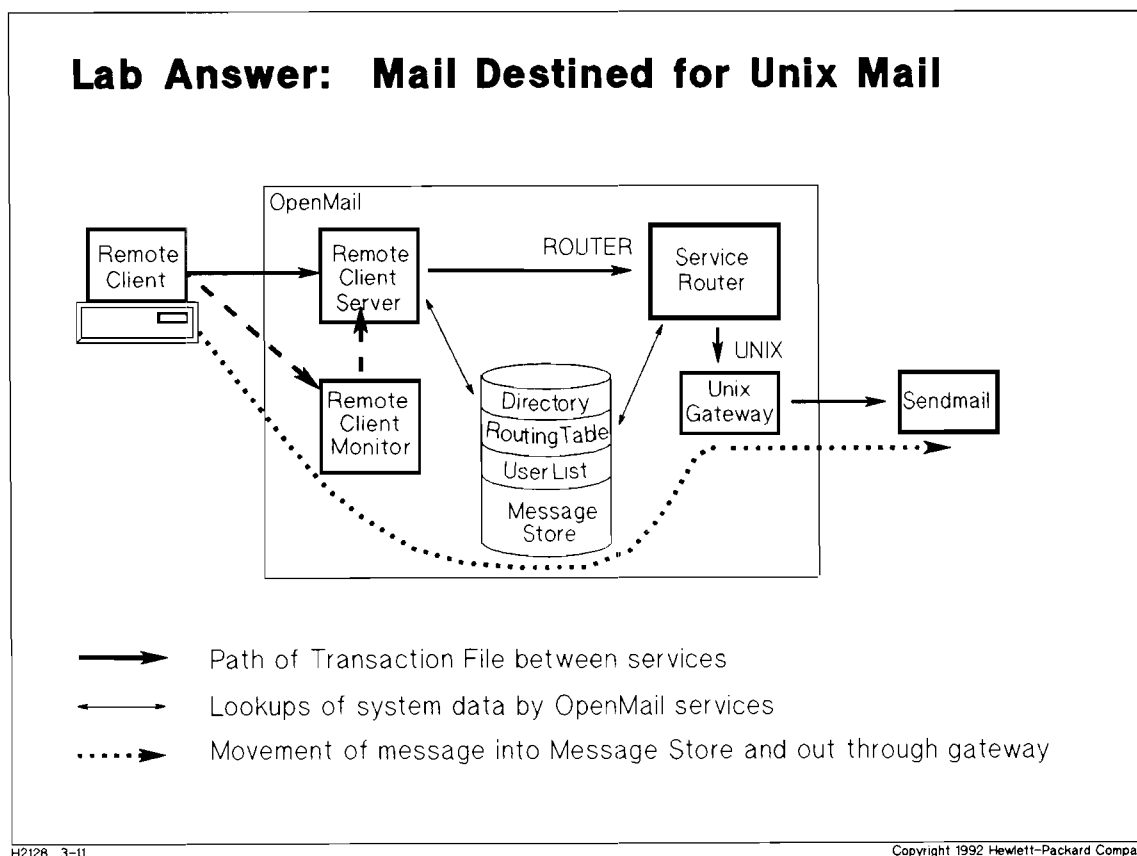 Lab Answer: Mail Destined for Unix Mail
OpenMail
Remote
Client
Remote
Client
Server
ROUTER
Service
Router
UNIX
Remote
Client
Monitor
Directory
Routing Table
User List
Message
Store
Unix
Gateway
Sendmail
Path of Transaction File between services
Lookups of system data by OpenMail services
Movement of message into Message Store and out through gateway
H2128 3-11
Copyright 1992 Hewlett-Packard Compa